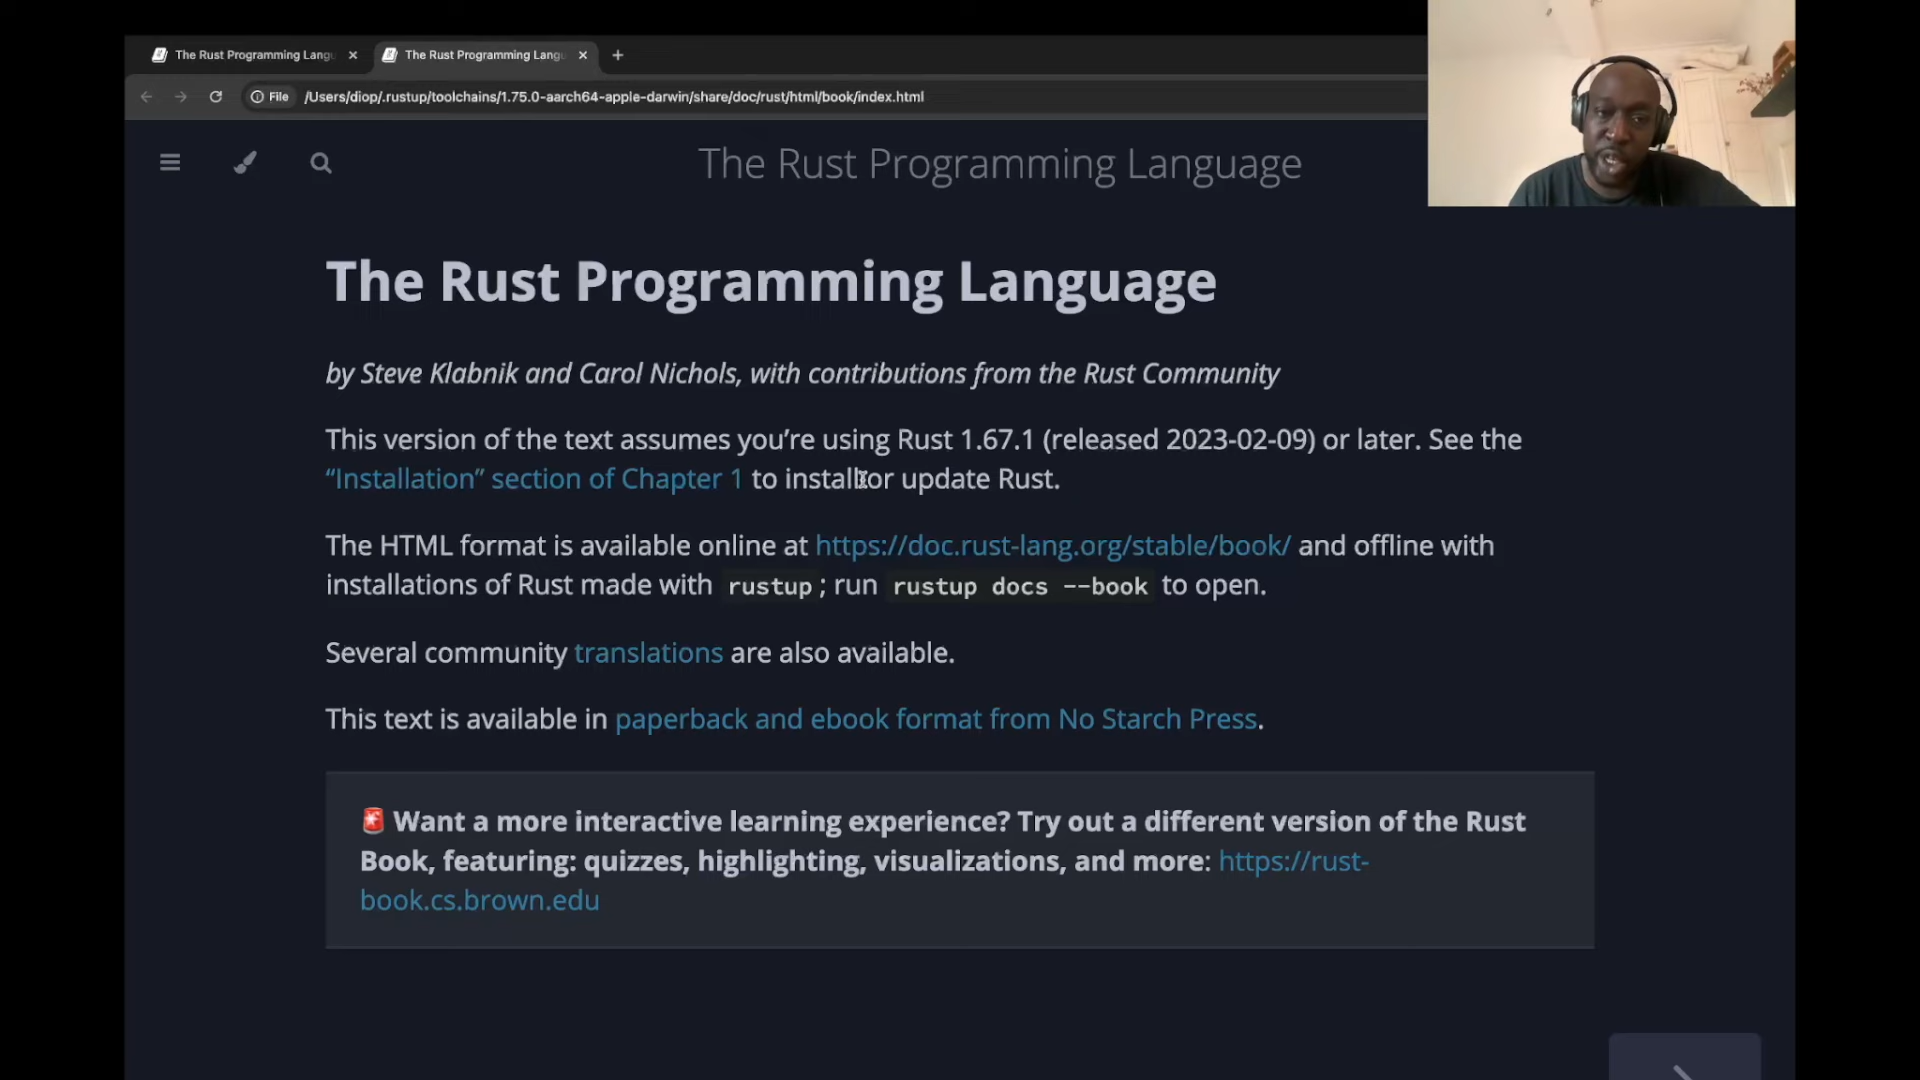 The Rust Programming Langu
The Rust Programming Langu
File
/Users/diop/.rustup/toolchains/1.75.0-aarch64-apple-darwin/share/doc/rust/html/book/index.html
The Rust Programming Language
The Rust Programming Language
by Steve Klabnik and Carol Nichols, with contributions from the Rust Community
This version of the text assumes you’re using Rust 1.67.1 (released 2023-02-09) or later. See the
“Installation” section of Chapter 1 to install or update Rust.
The HTML format is available online at https://doc.rust-lang.org/stable/book/ and offline with
installations of Rust made with rustup; run rustup docs --book to open.
Several community translations are also available.
This text is available in paperback and ebook format from No Starch Press.
🚨 Want a more interactive learning experience? Try out a different version of the Rust
Book, featuring: quizzes, highlighting, visualizations, and more: https://rust-
book.cs.brown.edu